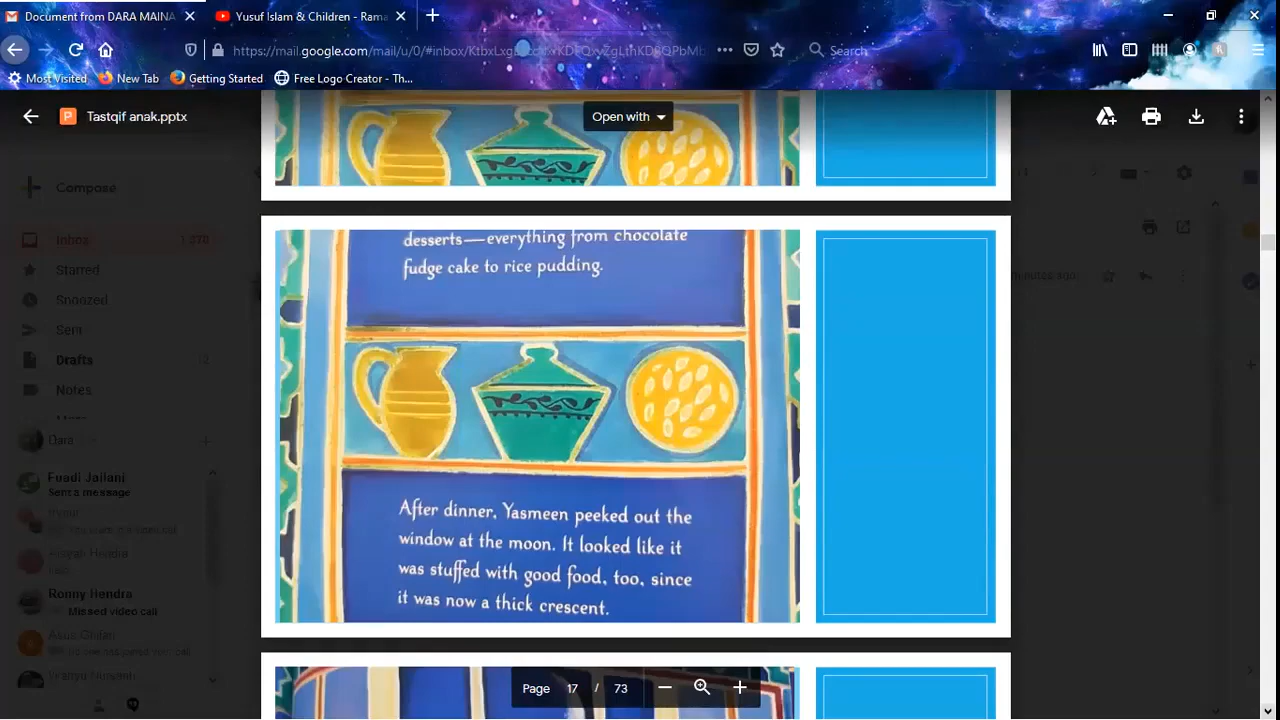 Document from DARA MAINA
Yusuf Islam & Children - Rama
https://mail.google.com/mail/u/0/#inbox/
Search
Most Visited
New Tab
Getting Started
Free Logo Creator - Th...
Tastqif anak.pptx
Open with
Compose
Inbox
Starred
Snoozed
Sent
Drafts
Notes
More
Dara
desserts—everything from chocolate
fudge cake to rice pudding.
After dinner, Yasmeen peeked out the
window at the moon. It looked like it
was stuffed with good food, too, since
it was now a thick crescent.
Fuadi Jailani
Sent a message
Aisyah Hendra
Ronny Hendra
Missed video call
Page 17 / 73